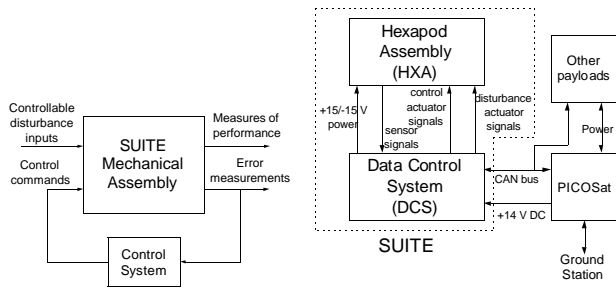 Controllable
disturbance
inputs
Control
commands
SUITE
Mechanical
Assembly
Measures of
performance
Error
measurements
Control
System
Hexapod
Assembly
(HXA)
Other
payloads
+15/-15 V
power
sensor
signals
control
actuator
signals
disturbance
actuator
signals
Power
Data Control
System
(DCS)
CAN bus
PICOSat
+14 V DC
SUITE
Ground
Station